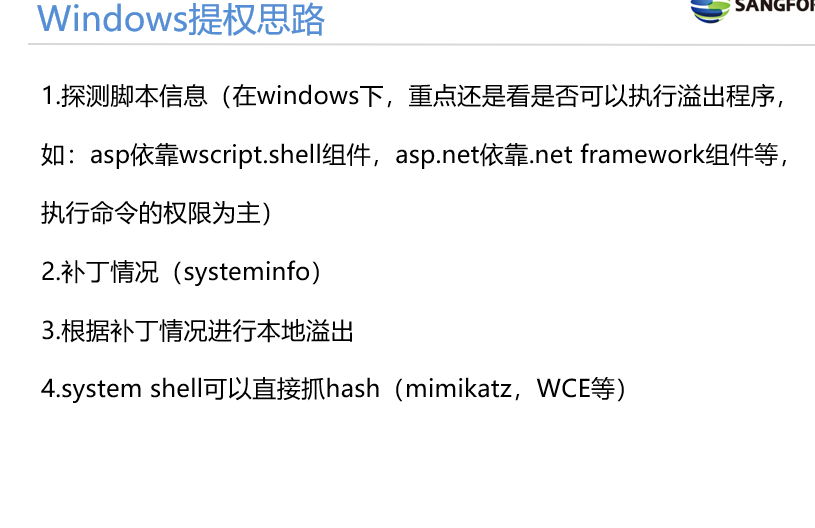 Windows提权思路
SANGFOR
1.探测脚本信息（在windows下，重点还是看是否可以执行溢出程序，
如：asp依靠wscript.shell组件，asp.net依靠.net framework组件等，
执行命令的权限为主）
2.补丁情况（systeminfo）
3.根据补丁情况进行本地溢出
4.system shell可以直接抓hash（mimikatz，WCE等）